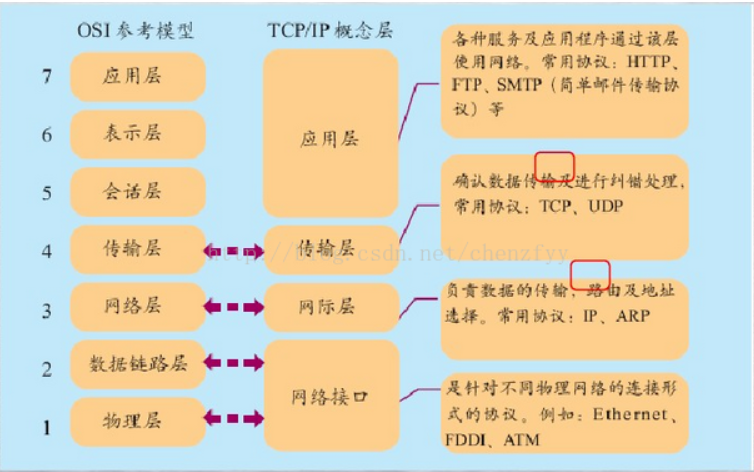 OSI参考模型
TCP/IP概念层
7
应用层
6
表示层
5
会话层
4
传输层
3
网络层
2
数据链路层
1
物理层
应用层
传输层
网际层
网络接口
各种服务及应用程序通过该层
使用网络。常用协议：HTTP、
FTP、SMTP（简单邮件传输协
议）等
确认数据传输及进行纠错处理，
常用协议：TCP、UDP
负责数据的传输，路由及地址
选择。常用协议：IP、ARP
是针对不同物理网络的连接形
式的协议。例如：Ethernet、
FDDI、ATM
http://blog.csdn.net/chenzfyy